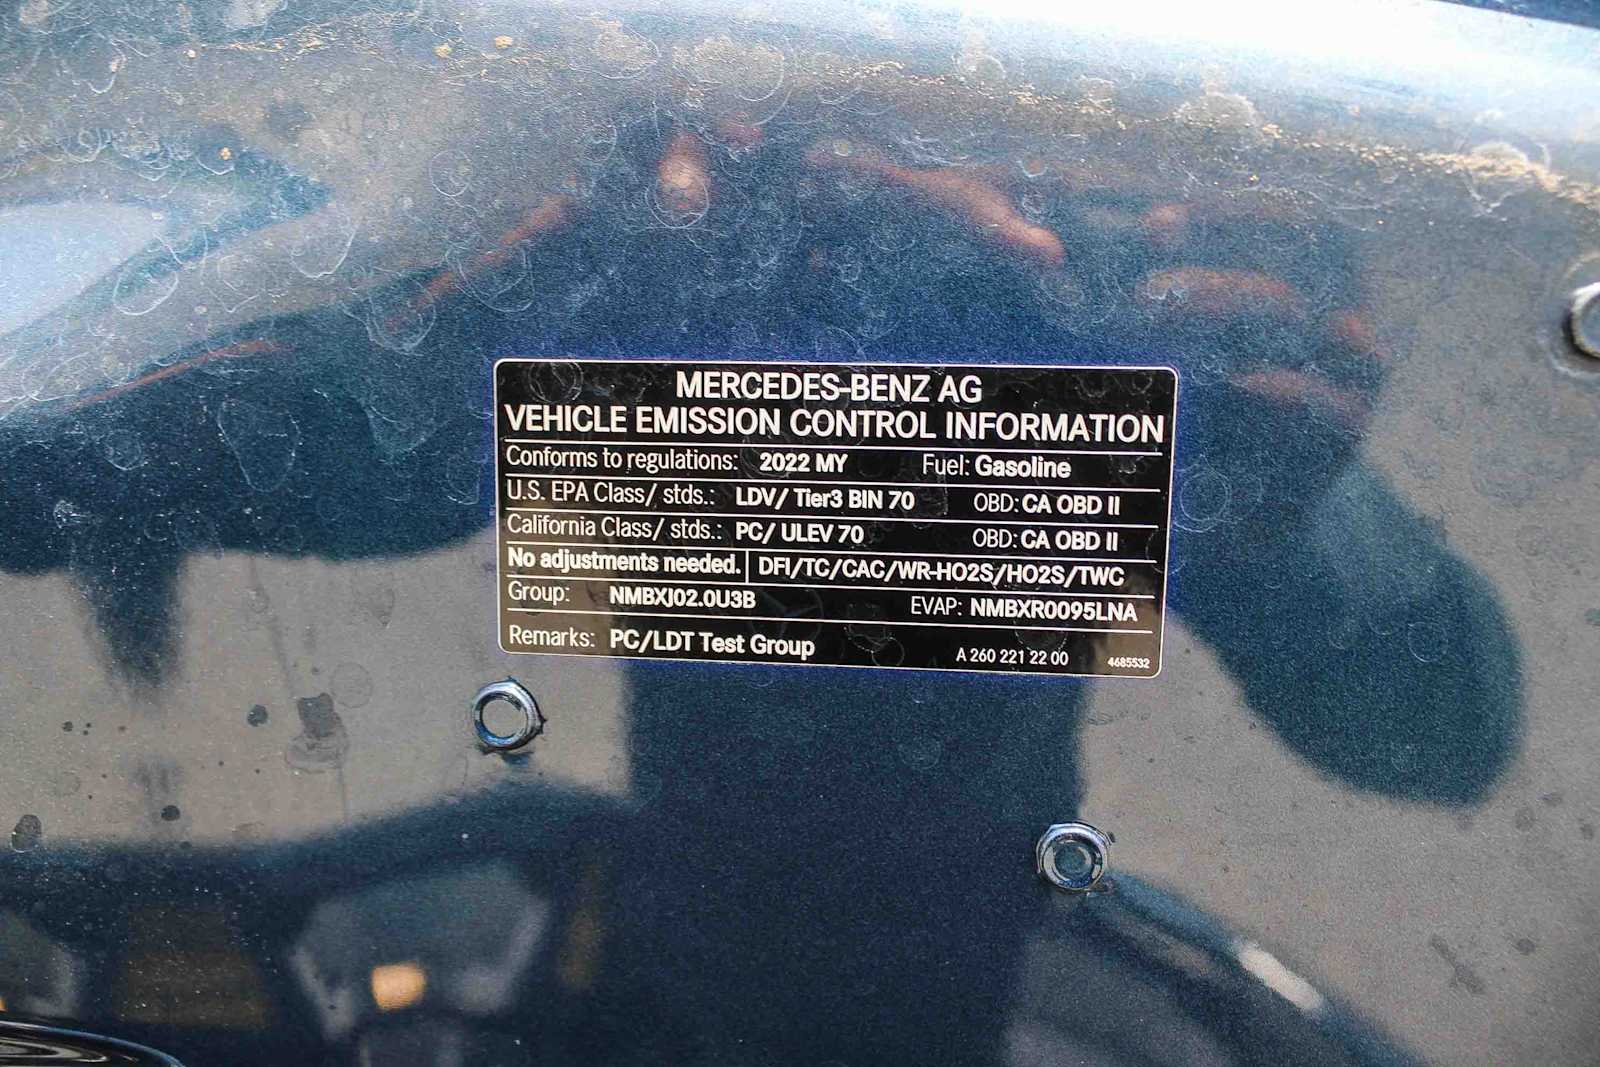 MERCEDES-BENZ AG
VEHICLE EMISSION CONTROL INFORMATION
Conforms to regulations: 2022 MY Fuel: Gasoline
U.S. EPA Class/ stds.: LDV/ Tier3 BIN 70 OBD: CA OBD II
California Class/ stds.: PC/ ULEV 70 OBD: CA OBD II
No adjustments needed. DFI/TC/CAC/WR-HO2S/HO2S/TWC
Group: NMBXJ02.0U3B EVAP: NMBXR0095LNA
Remarks: PC/LDT Test Group A 260 221 22 00 4685532